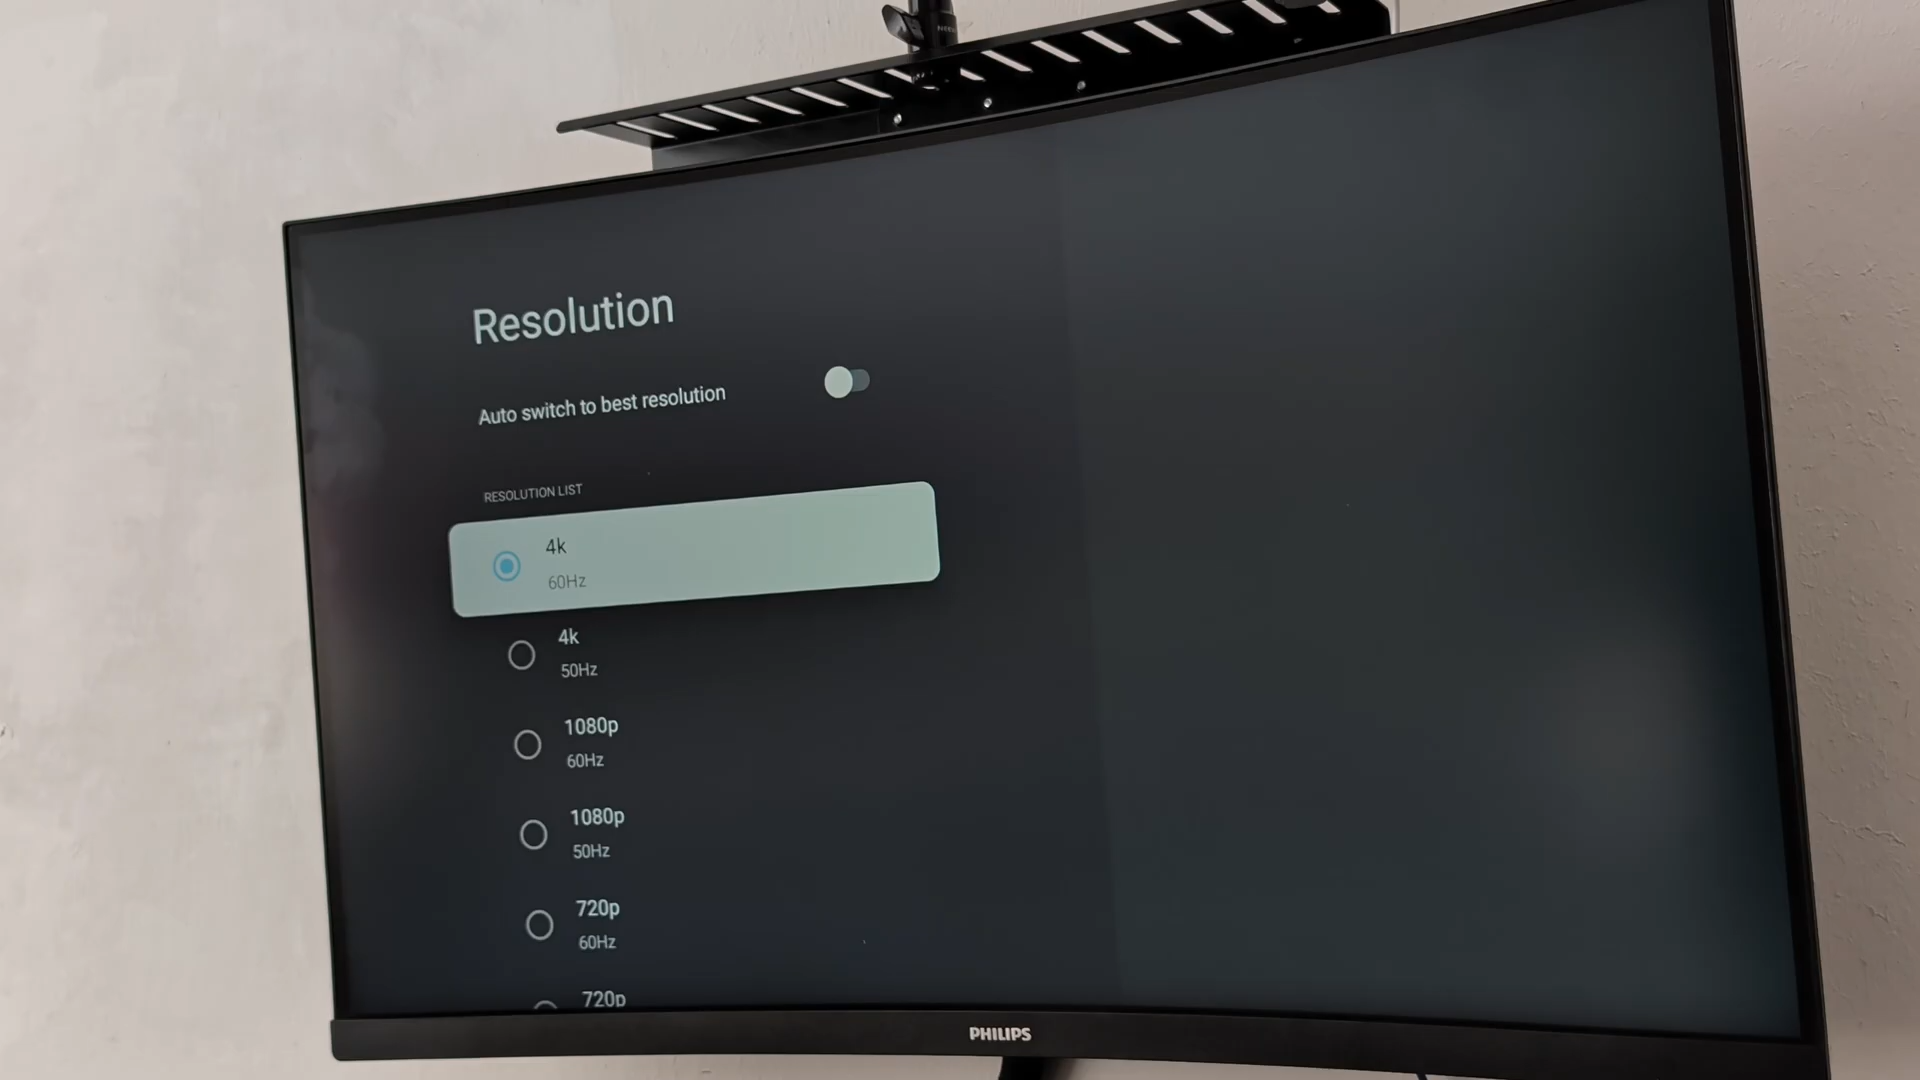 Resolution
Auto switch to best resolution
RESOLUTION LIST
4k
60Hz
4k
50Hz
1080p
60Hz
1080p
50Hz
720p
60Hz
720p
PHILIPS